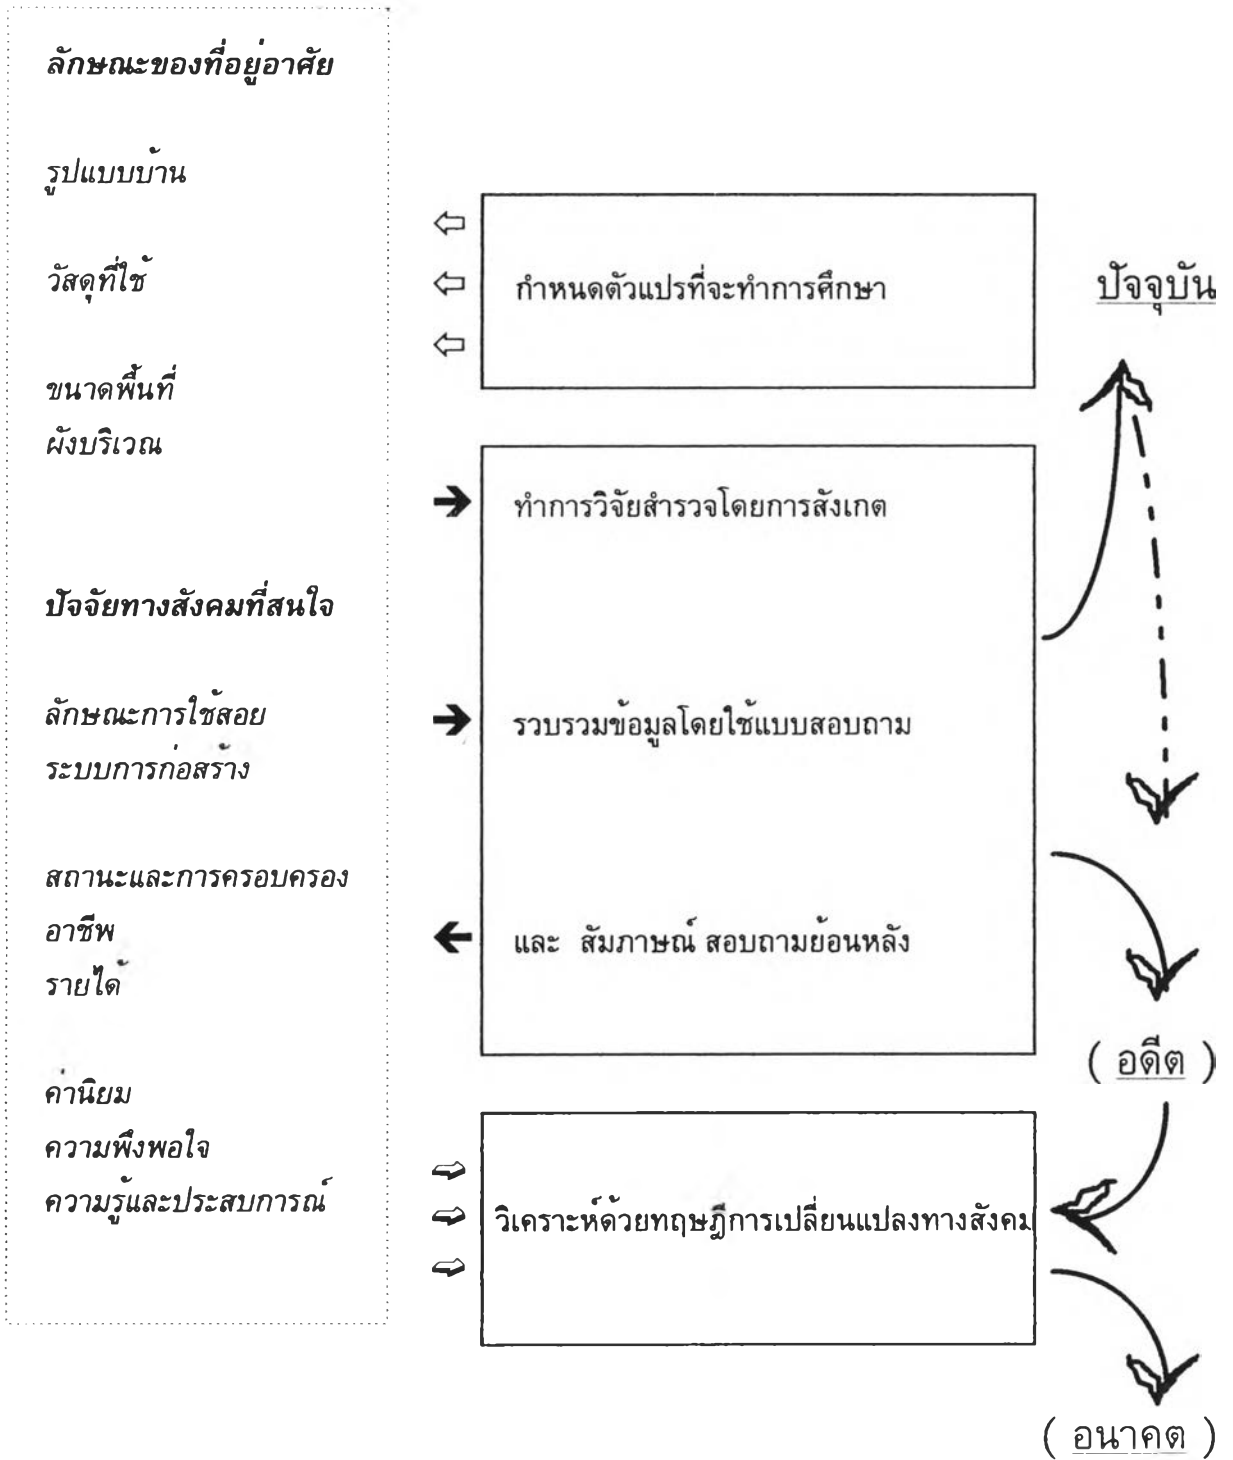 ลักษณะของที่อยู่อาศัย
รูปแบบบ้าน
วัสดุที่ใช้
ขนาดพื้นที่
ผังบริเวณ
ปัจจัยทางสังคมที่สนใจ
ลักษณะการใช้สอย
ระบบการก่อสร้าง
สถานะและการครอบครอง
อาชีพ
รายได้
ค่านิยม
ความพึงพอใจ
ความรู้และประสบการณ์
กำหนดตัวแปรที่จะทำการศึกษา
ทำการวิจัยสำรวจโดยการสังเกต
รวบรวมข้อมูลโดยใช้แบบสอบถาม
และ สัมภาษณ์ สอบถามย้อนหลัง
วิเคราะห์ด้วยทฤษฎีการเปลี่ยนแปลงทางสังคม
ปัจจุบัน
( อดีต )
( อนาคต )